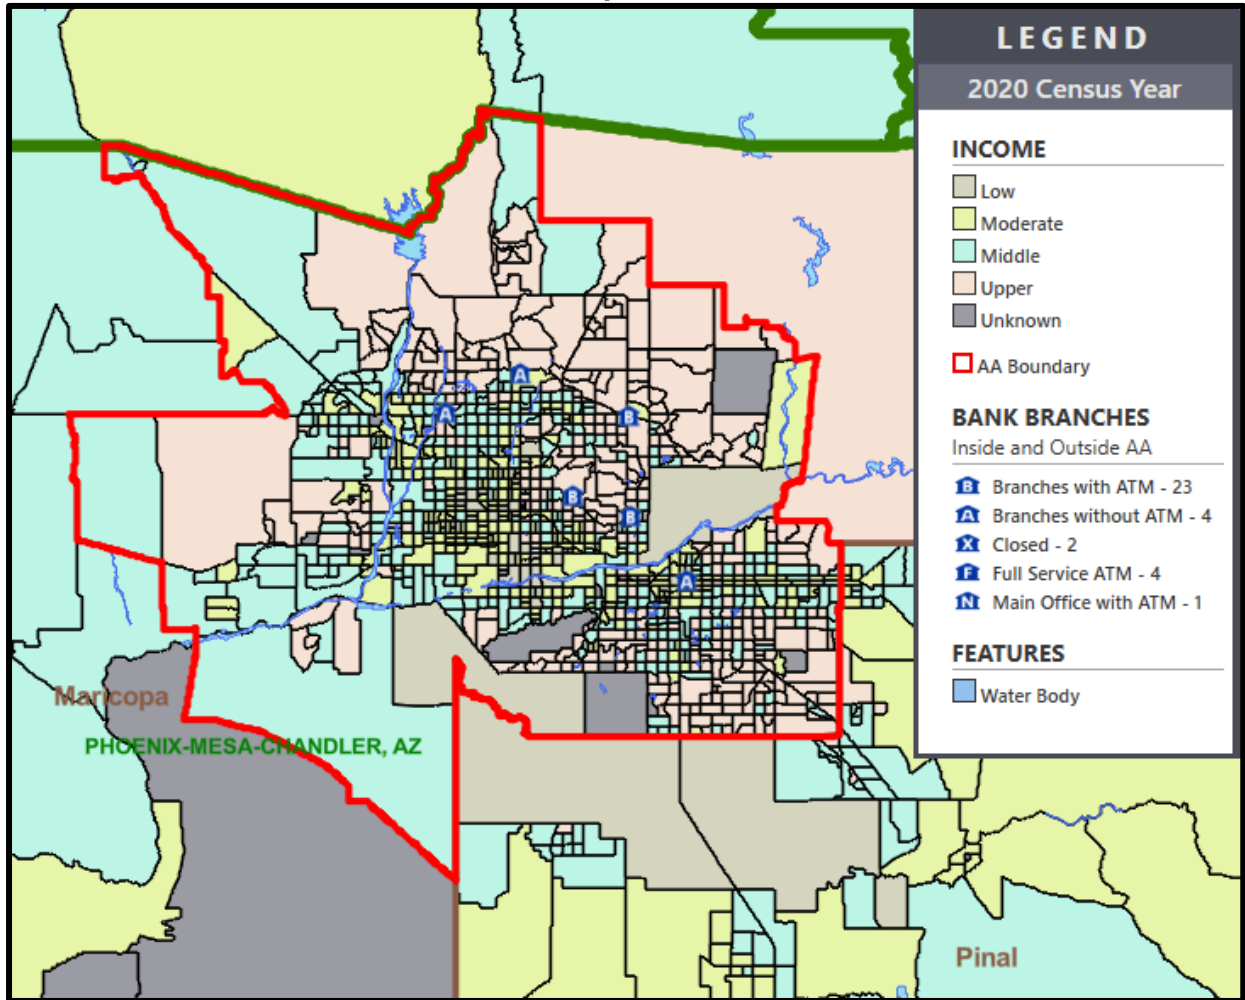 LEGEND
2020 Census Year
INCOME
Low
Moderate
Middle
Upper
Unknown
AA Boundary
BANK BRANCHES
Inside and Outside AA
B Branches with ATM - 23
A Branches without ATM - 4
X Closed - 2
F Full Service ATM - 4
N Main Office with ATM - 1
FEATURES
Water Body
A
A
B
B
B
A
Maricopa
PHOENIX-MESA-CHANDLER, AZ
Pinal